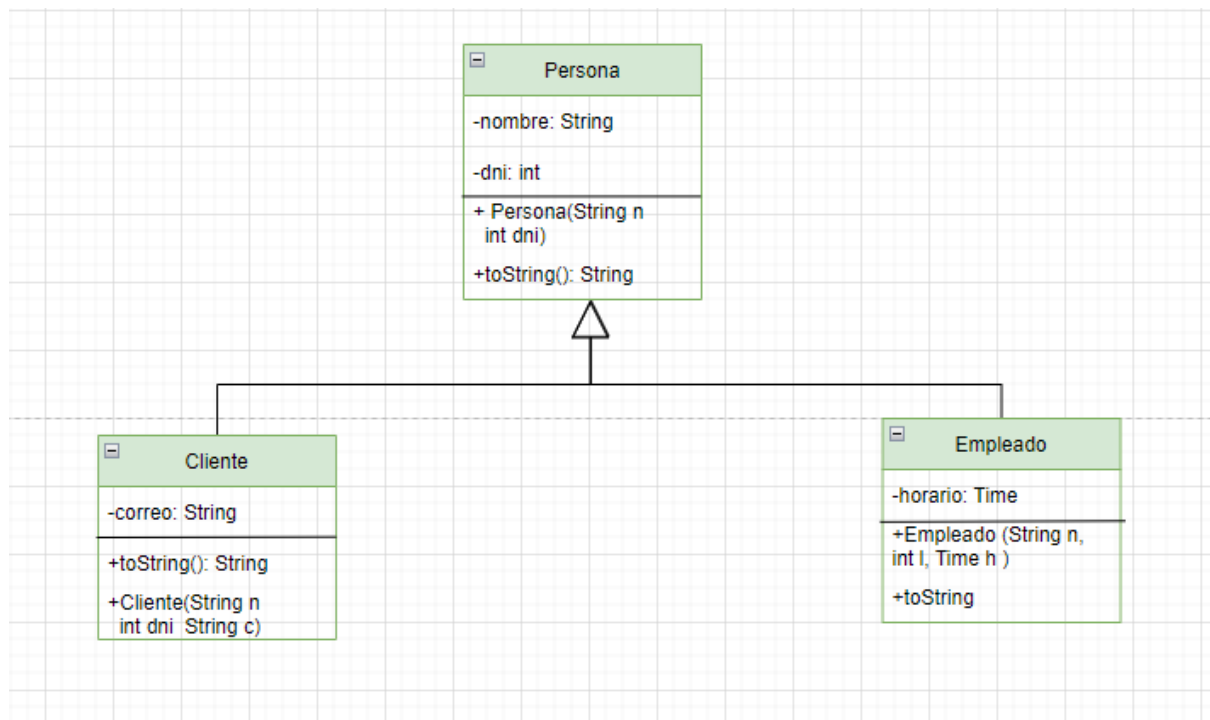 Persona
-nombre: String
-dni: int
+ Persona(String n
int dni)
+toString(): String
Cliente
-correo: String
+toString(): String
+Cliente(String n
int dni String c)
Empleado
-horario: Time
+Empleado (String n,
int l, Time h )
+toString